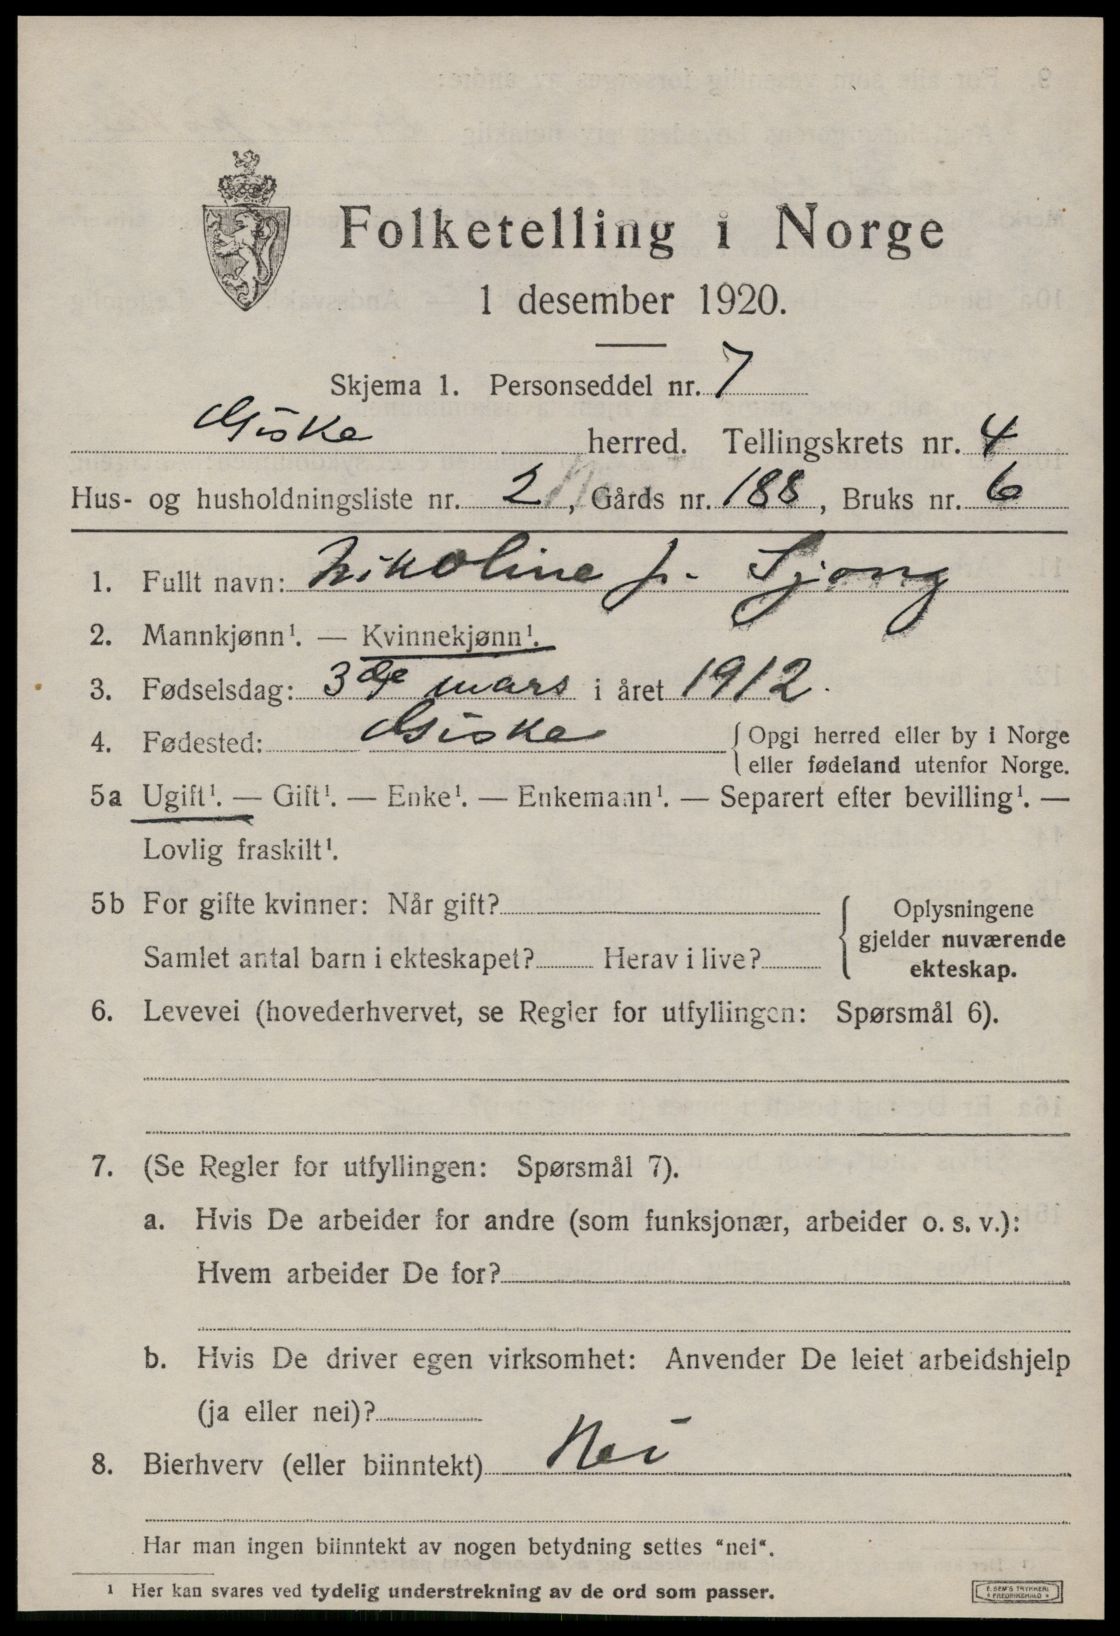 Folketelling i Norge
1 desember 1920.
Skjema 1. Personseddel nr. 7
Giske herred. Tellingskrets nr. 4
Hus- og husholdningsliste nr. 2, Gårds nr. 188, Bruks nr. 6
1. Fullt navn: Nikoline J. Sjong
2. Mannkjønn¹. — Kvinnekjønn¹.
3. Fødselsdag: 3de mars i året 1912.
4. Fødested: Giske {Opgi herred eller by i Norge
eller fødeland utenfor Norge.
5a Ugift¹. — Gift¹. — Enke¹. — Enkemann¹. — Separert efter bevilling¹. —
Lovlig fraskilt¹.
5b For gifte kvinner: Når gift?
Samlet antal barn i ekteskapet? Herav i live?
{Oplysningene
gjelder nuværende
ekteskap.
6. Levevei (hovederhvervet, se Regler for utfyllingen: Spørsmål 6).
7. (Se Regler for utfyllingen: Spørsmål 7).
a. Hvis De arbeider for andre (som funksjonær, arbeider o. s. v.):
Hvem arbeider De for?
b. Hvis De driver egen virksomhet: Anvender De leiet arbeidshjelp
(ja eller nei)?
8. Bierhverv (eller biinntekt) Nei
Har man ingen biinntekt av nogen betydning settes "nei".
¹ Her kan svares ved tydelig understrekning av de ord som passer.